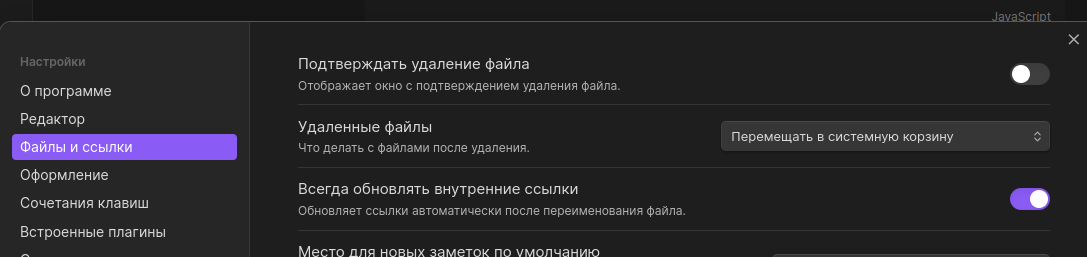 JavaScript
Настройки
О программе
Редактор
Файлы и ссылки
Оформление
Сочетания клавиш
Встроенные плагины
Подтверждать удаление файла
Отображает окно с подтверждением удаления файла.
Удаленные файлы
Что делать с файлами после удаления.
Перемещать в системную корзину
Всегда обновлять внутренние ссылки
Обновляет ссылки автоматически после переименования файла.
Место для новых заметок по умолчанию